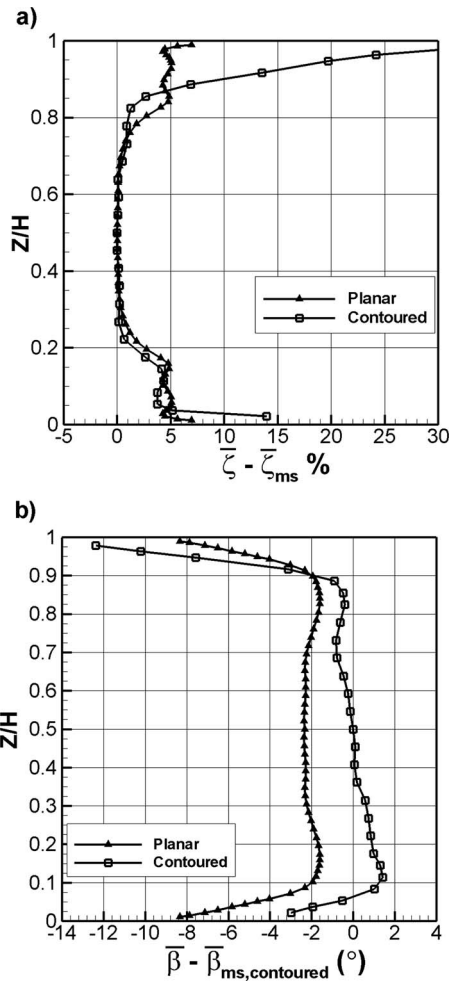 a)
1
0.8
0.6
0.4
0.2
0
Z/H
Planar
Contoured
-5 0 5 10 15 20 25 30
ζ̅ - ζ̅ms %
b)
1
0.9
0.8
0.7
0.6
0.5
0.4
0.3
0.2
0.1
0
Z/H
Planar
Contoured
-14 -12 -10 -8 -6 -4 -2 0 2 4
β̅ - β̅ms,contoured (°)